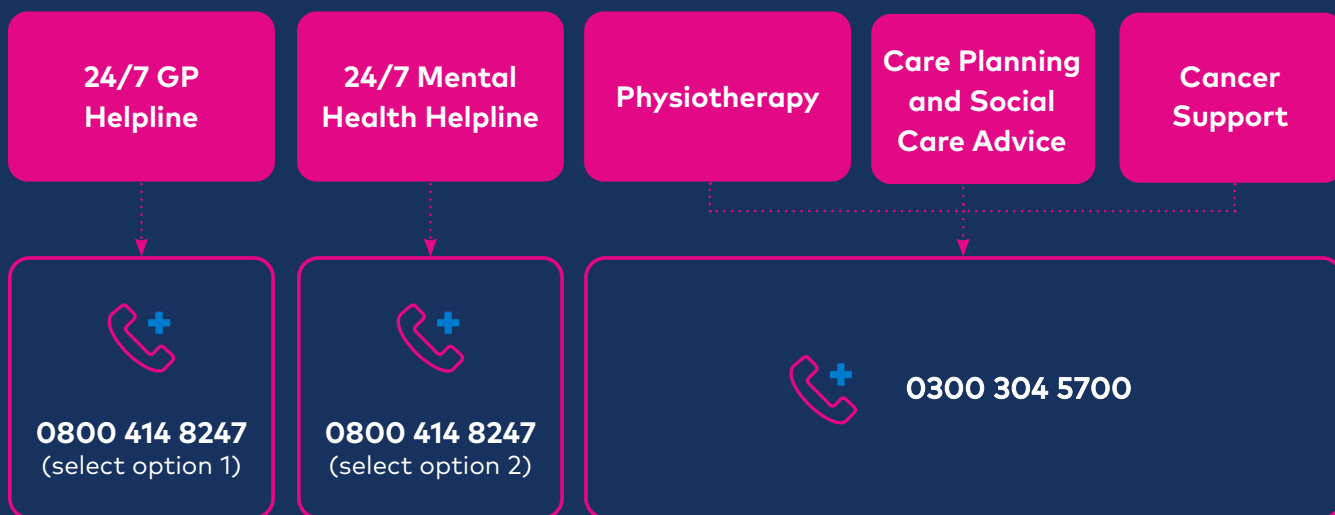 24/7 GP
Helpline
24/7 Mental
Health Helpline
Physiotherapy
Care Planning
and Social
Care Advice
Cancer
Support
0800 414 8247
(select option 1)
0800 414 8247
(select option 2)
0300 304 5700